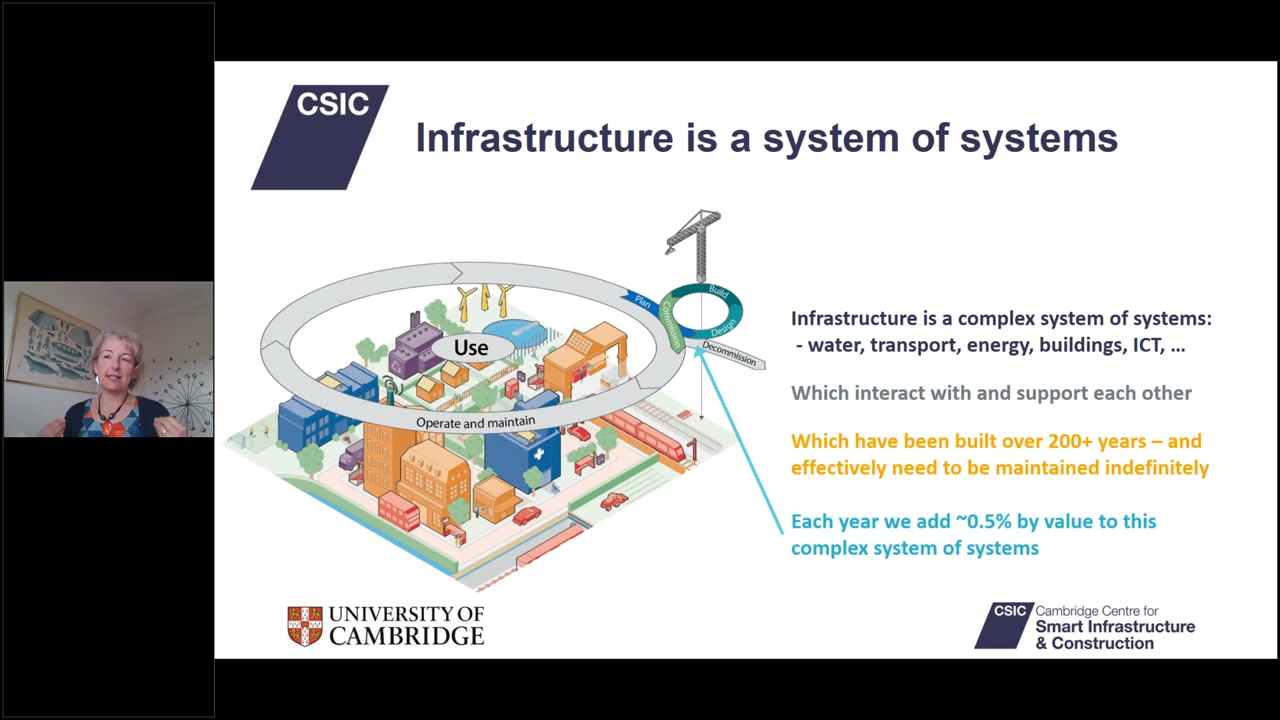 CSIC
Infrastructure is a system of systems
Build
Plan
Commission
Design
Decommission
Use
Operate and maintain
Infrastructure is a complex system of systems:
- water, transport, energy, buildings, ICT, ...
Which interact with and support each other
Which have been built over 200+ years – and
effectively need to be maintained indefinitely
Each year we add ~0.5% by value to this
complex system of systems
UNIVERSITY OF
CAMBRIDGE
CSIC
Cambridge Centre for
Smart Infrastructure
& Construction